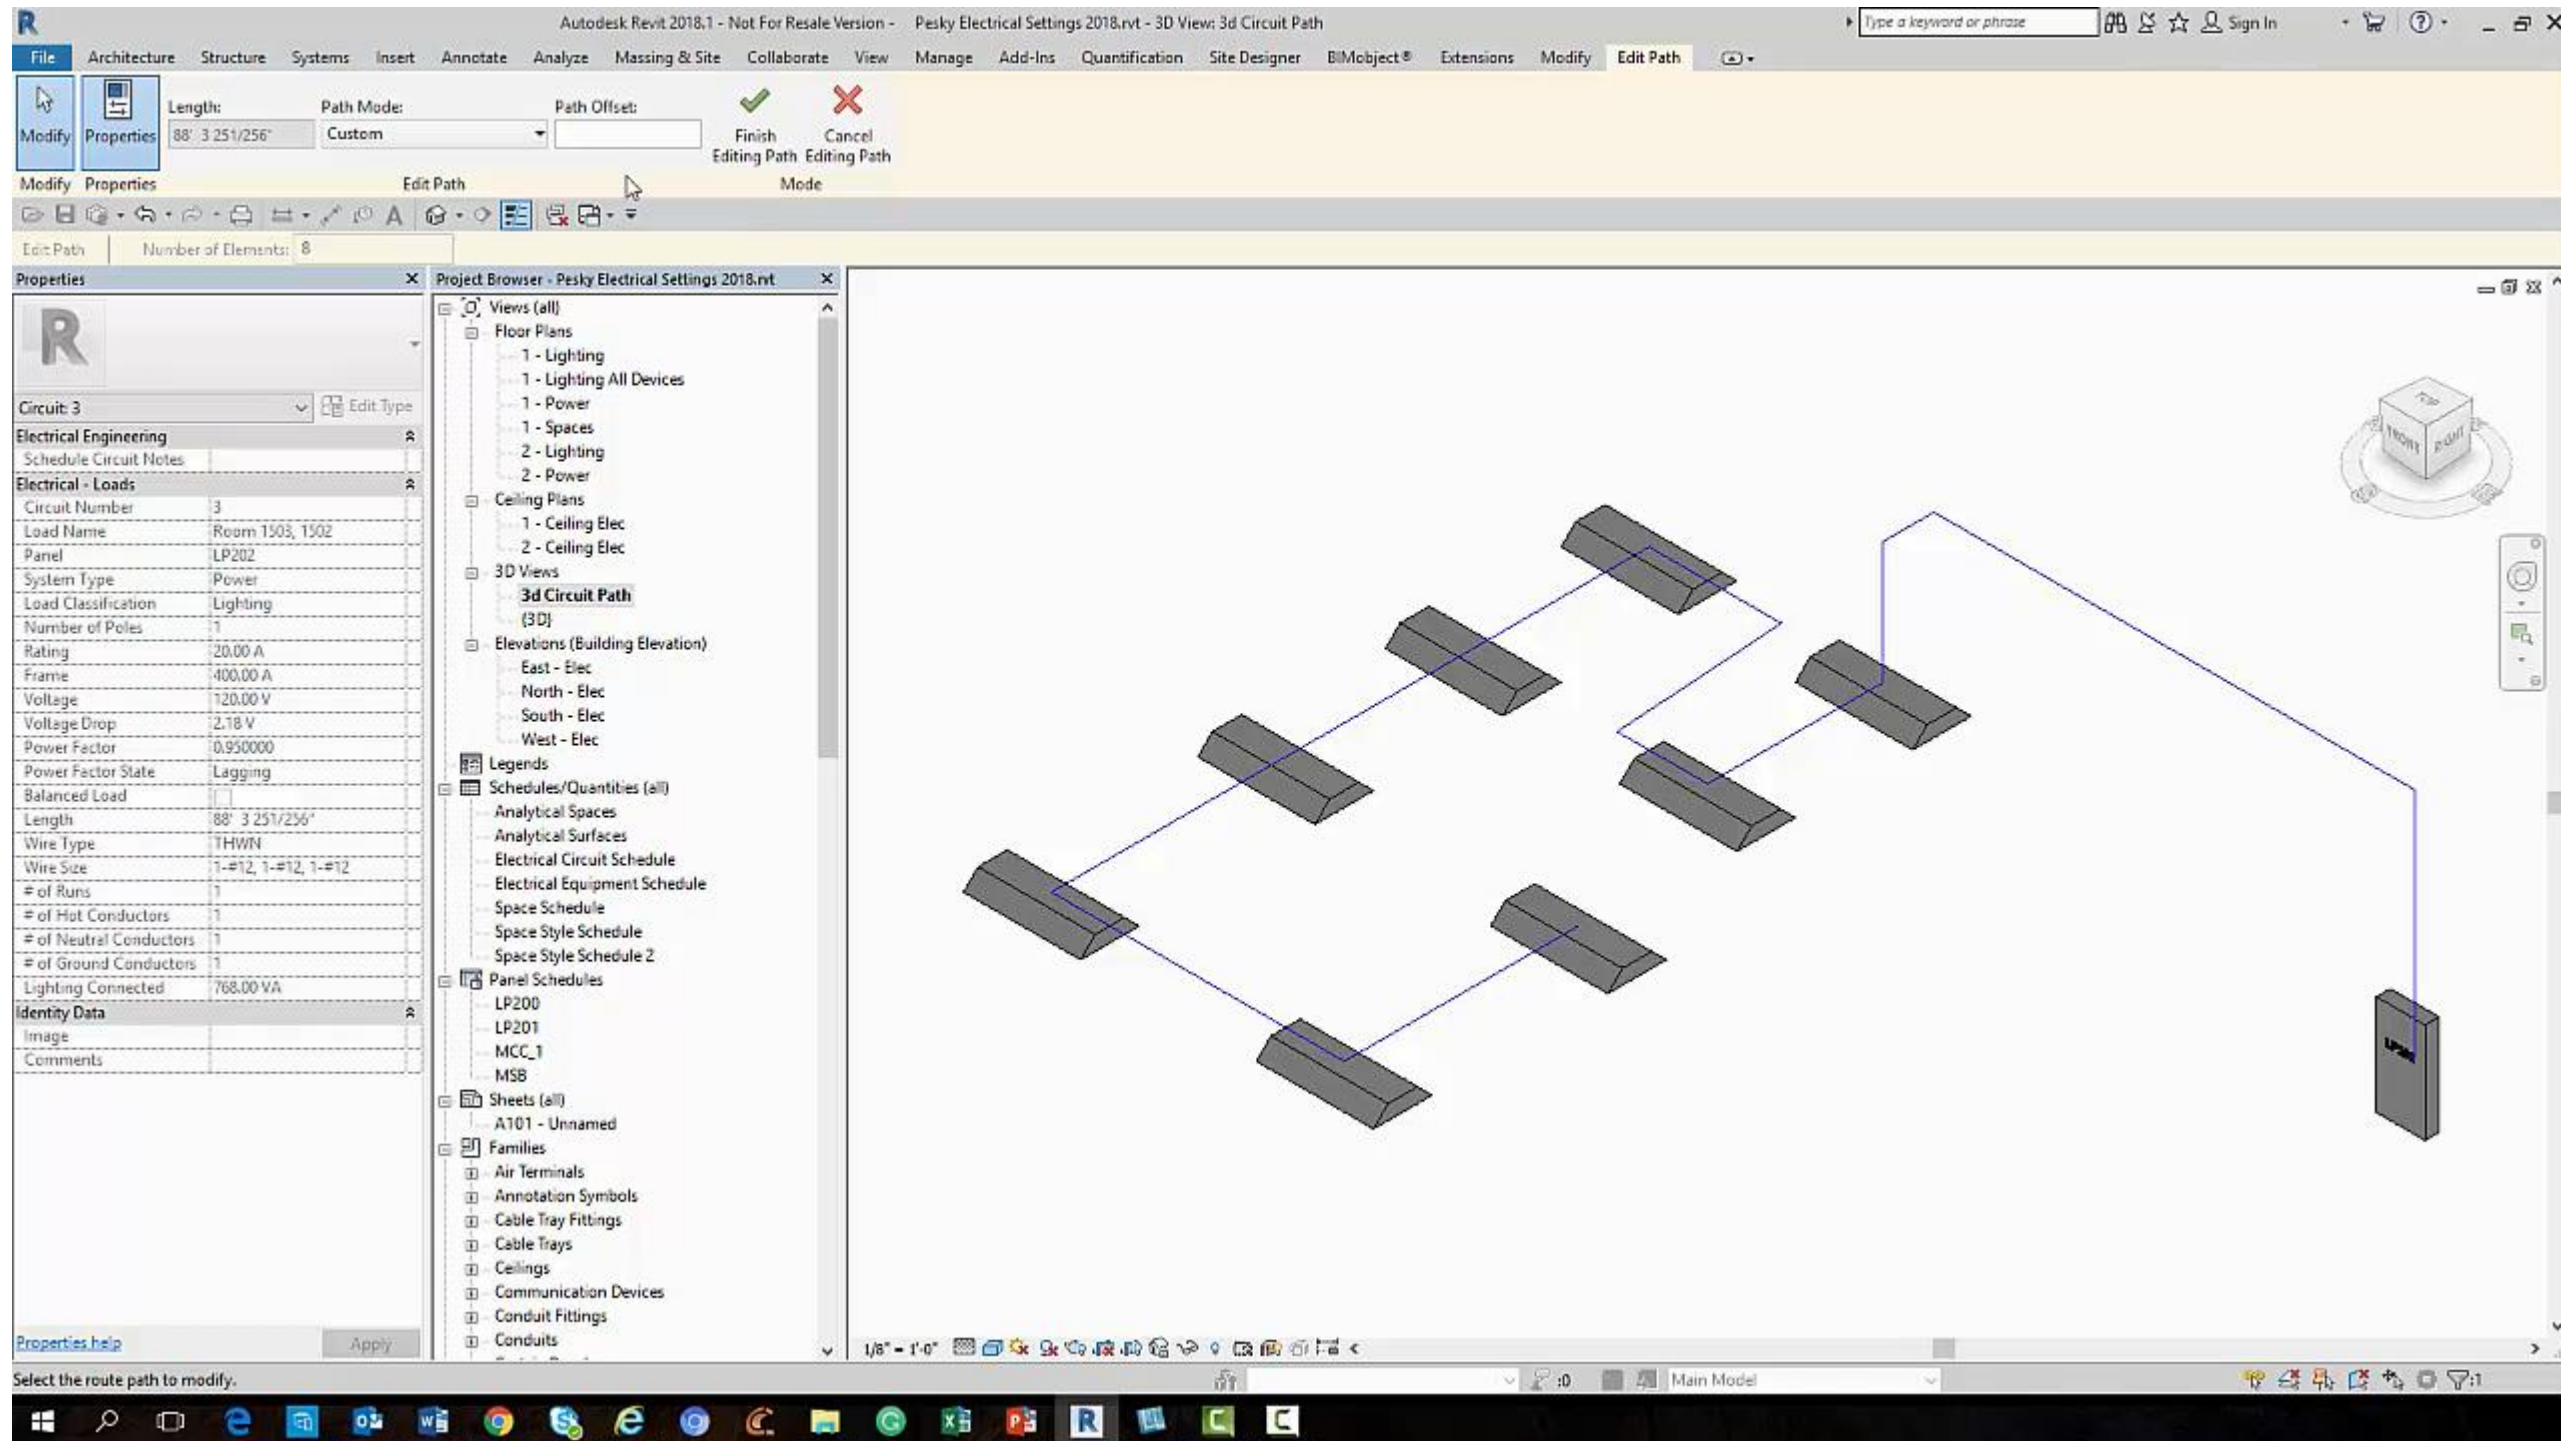 Autodesk Revit 2018.1 - Not For Resale Version - Pesky Electrical Settings 2018.rvt - 3D View: 3d Circuit Path
Type a keyword or phrase
Sign In
File Architecture Structure Systems Insert Annotate Analyze Massing & Site Collaborate View Manage Add-Ins Quantification Site Designer BIMobject® Extensions Modify Edit Path
Length: Path Mode: Path Offset:
Modify Properties 88' 3 251/256" Custom Finish Editing Path Cancel Editing Path
Modify Properties Edit Path Mode
Edit Path Number of Elements: 8
Properties
Circuit: 3 Edit Type
Electrical Engineering
Schedule Circuit Notes
Electrical - Loads
Circuit Number 3
Load Name Room 1503, 1502
Panel LP202
System Type Power
Load Classification Lighting
Number of Poles 1
Rating 20.00 A
Frame 400.00 A
Voltage 120.00 V
Voltage Drop 2.18 V
Power Factor 0.950000
Power Factor State Lagging
Balanced Load
Length 88' 3 251/256"
Wire Type THWN
Wire Size 1-#12, 1-#12, 1-#12
# of Runs 1
# of Hot Conductors 1
# of Neutral Conductors 1
# of Ground Conductors 1
Lighting Connected 768.00 VA
Identity Data
Image
Comments
Properties help Apply
Project Browser - Pesky Electrical Settings 2018.rvt
Views (all)
Floor Plans
1 - Lighting
1 - Lighting All Devices
1 - Power
1 - Spaces
2 - Lighting
2 - Power
Ceiling Plans
1 - Ceiling Elec
2 - Ceiling Elec
3D Views
3d Circuit Path
{3D}
Elevations (Building Elevation)
East - Elec
North - Elec
South - Elec
West - Elec
Legends
Schedules/Quantities (all)
Analytical Spaces
Analytical Surfaces
Electrical Circuit Schedule
Electrical Equipment Schedule
Space Schedule
Space Style Schedule
Space Style Schedule 2
Panel Schedules
LP200
LP201
MCC_1
MSB
Sheets (all)
A101 - Unnamed
Families
Air Terminals
Annotation Symbols
Cable Tray Fittings
Cable Trays
Ceilings
Communication Devices
Conduit Fittings
Conduits
TOP
FRONT RIGHT
1/8" = 1'-0"
Select the route path to modify.
:0 Main Model :1